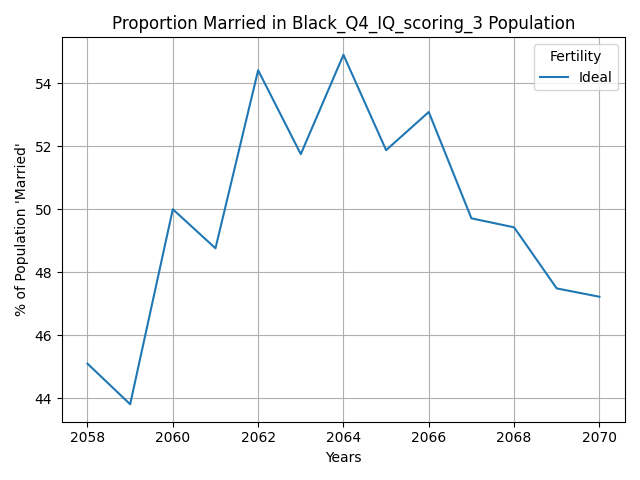 Proportion Married in Black_Q4_IQ_scoring_3 Population
Fertility
Ideal
% of Population 'Married'
54
52
50
48
46
44
2058
2060
2062
2064
2066
2068
2070
Years